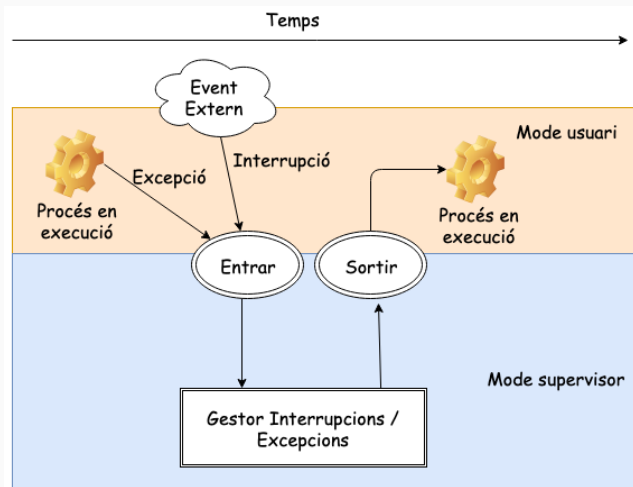 Temps
Event
Extern
Mode usuari
Interrupció
Excepció
Procés en
execució
Procés en
execució
Entrar
Sortir
Mode supervisor
Gestor Interrupcions /
Excepcions